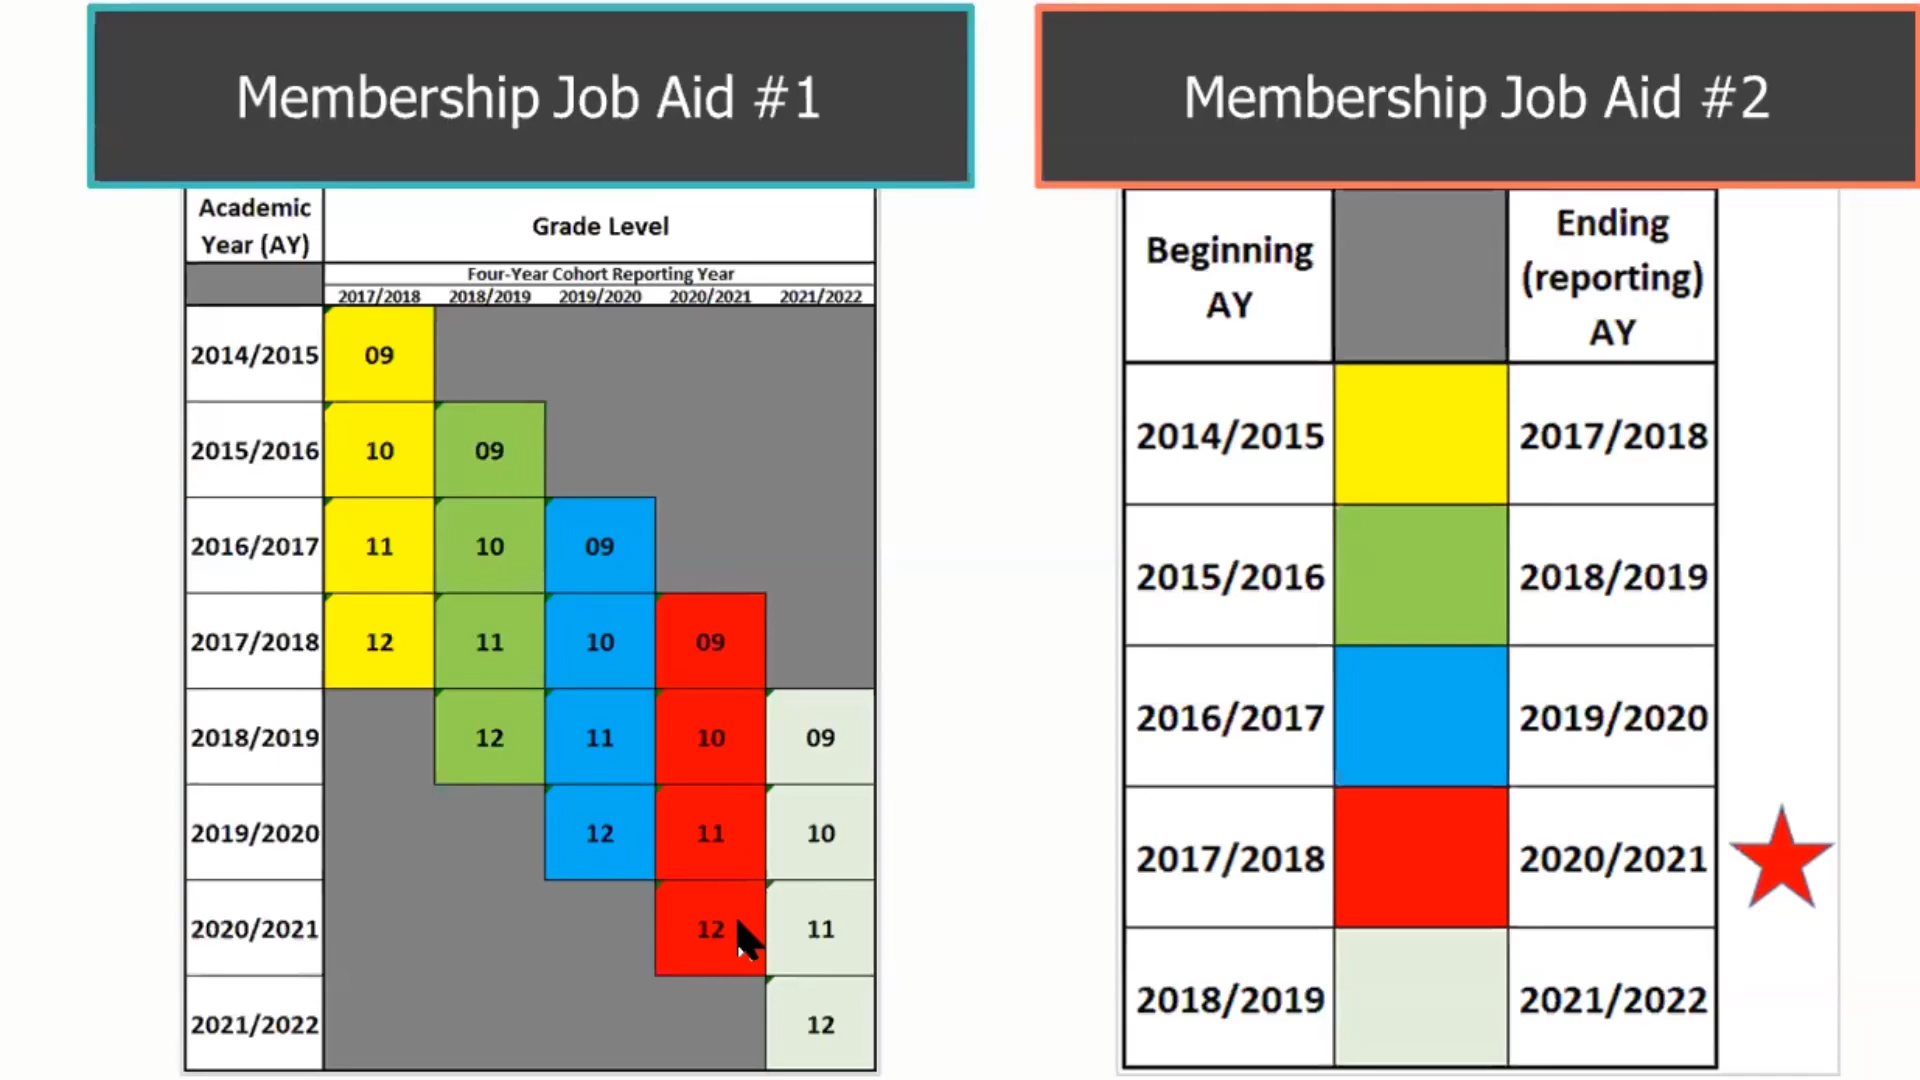 Membership Job Aid #1
Academic
Year (AY)
Grade Level
Four-Year Cohort Reporting Year
2017/2018 2018/2019 2019/2020 2020/2021 2021/2022
2014/2015 09
2015/2016 10 09
2016/2017 11 10 09
2017/2018 12 11 10 09
2018/2019 12 11 10 09
2019/2020 12 11 10
2020/2021 12 11
2021/2022 12
Membership Job Aid #2
Beginning
AY
Ending
(reporting)
AY
2014/2015 2017/2018
2015/2016 2018/2019
2016/2017 2019/2020
2017/2018 2020/2021
2018/2019 2021/2022